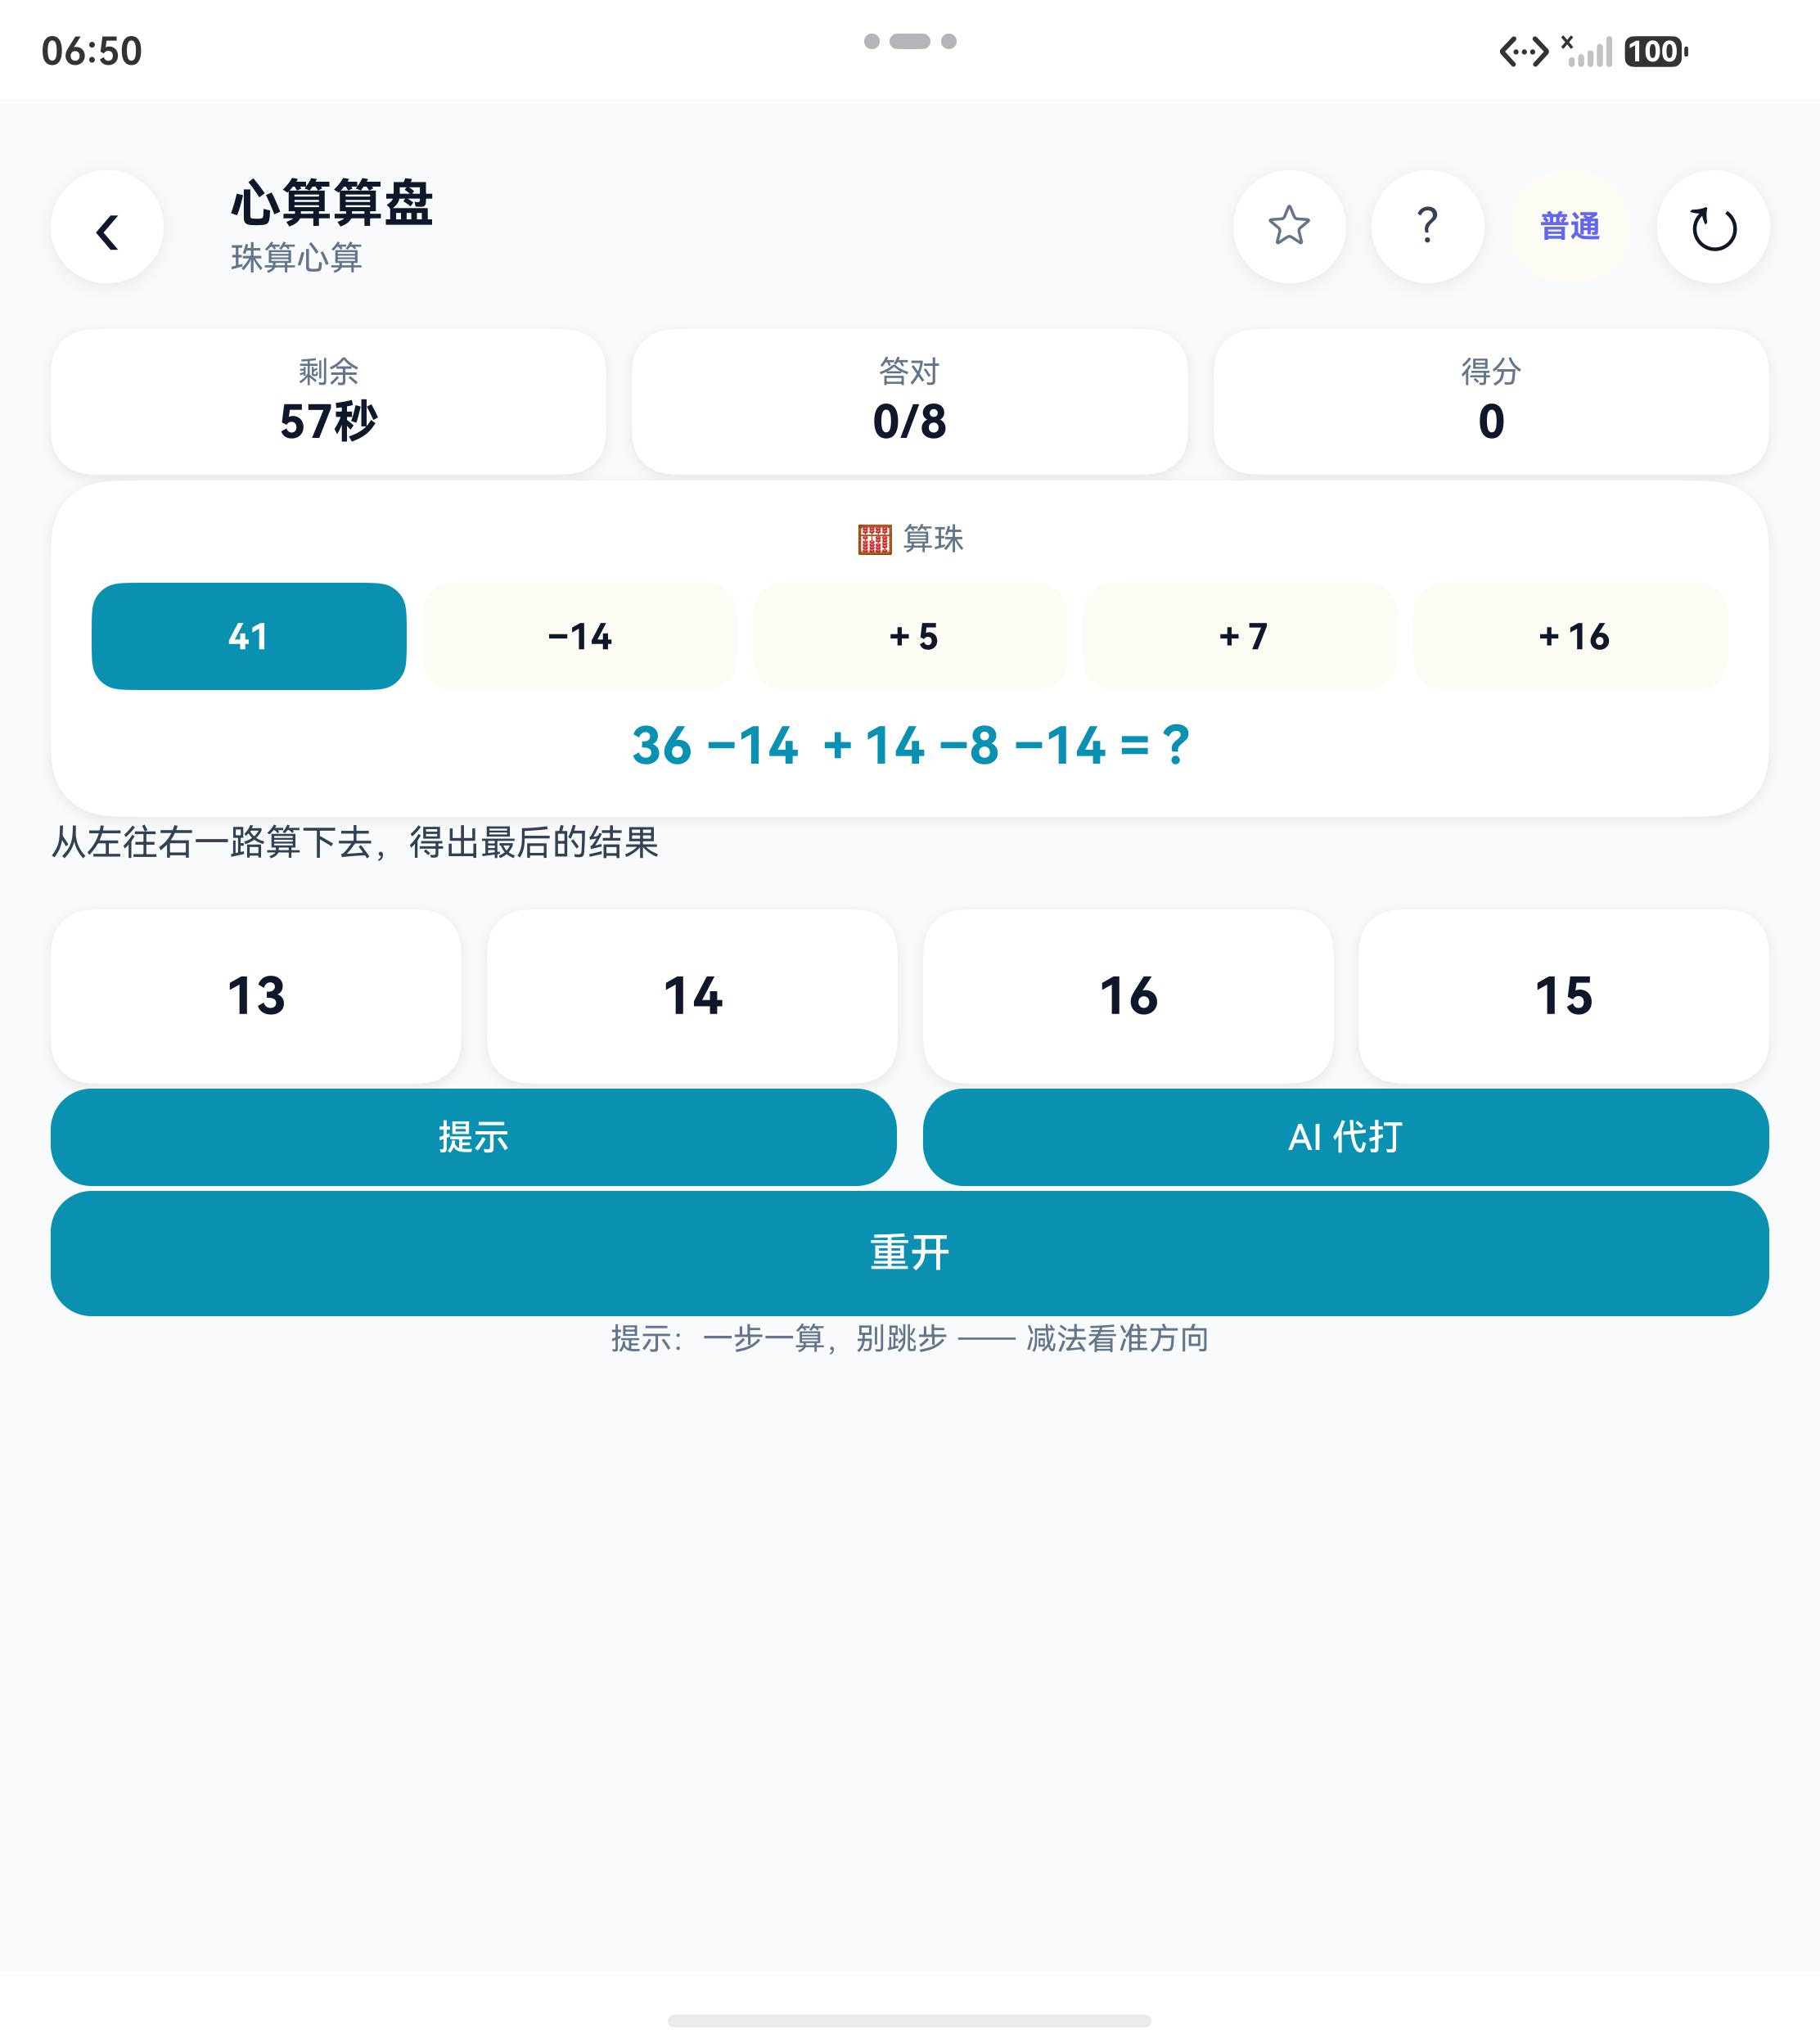 06:50
100
心算算盘
珠算心算
?
普通
剩余
57秒
答对
0/8
得分
0
算珠
41
−14
+ 5
+ 7
+ 16
36 −14 + 14 −8 −14 = ?
从左往右一路算下去，得出最后的结果
13
14
16
15
提示
AI 代打
重开
提示：一步一算，别跳步 —— 减法看准方向